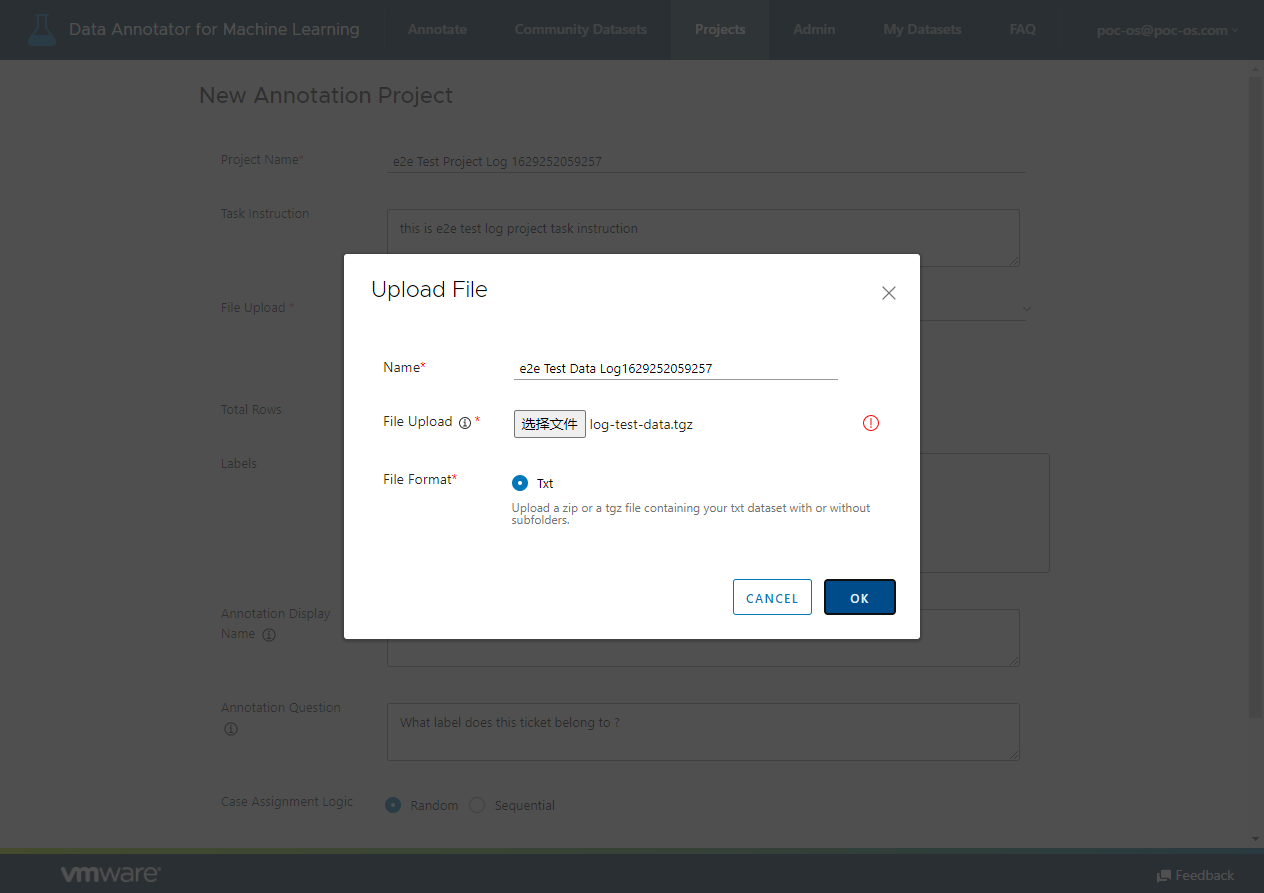 Data Annotator for Machine Learning
Annotate
Community Datasets
Projects
Admin
My Datasets
FAQ
poc-os@poc-os.com
New Annotation Project
Project Name*
e2e Test Project Log 1629252059257
Task Instruction
this is e2e test log project task instruction
File Upload *
Total Rows
Labels
Annotation Display
Name
Annotation Question
What label does this ticket belong to ?
Case Assignment Logic
Random
Sequential
Upload File
Name*
e2e Test Data Log1629252059257
File Upload *
选择文件 log-test-data.tgz
File Format*
Txt
Upload a zip or a tgz file containing your txt dataset with or without
subfolders.
CANCEL
OK
vmware
Feedback